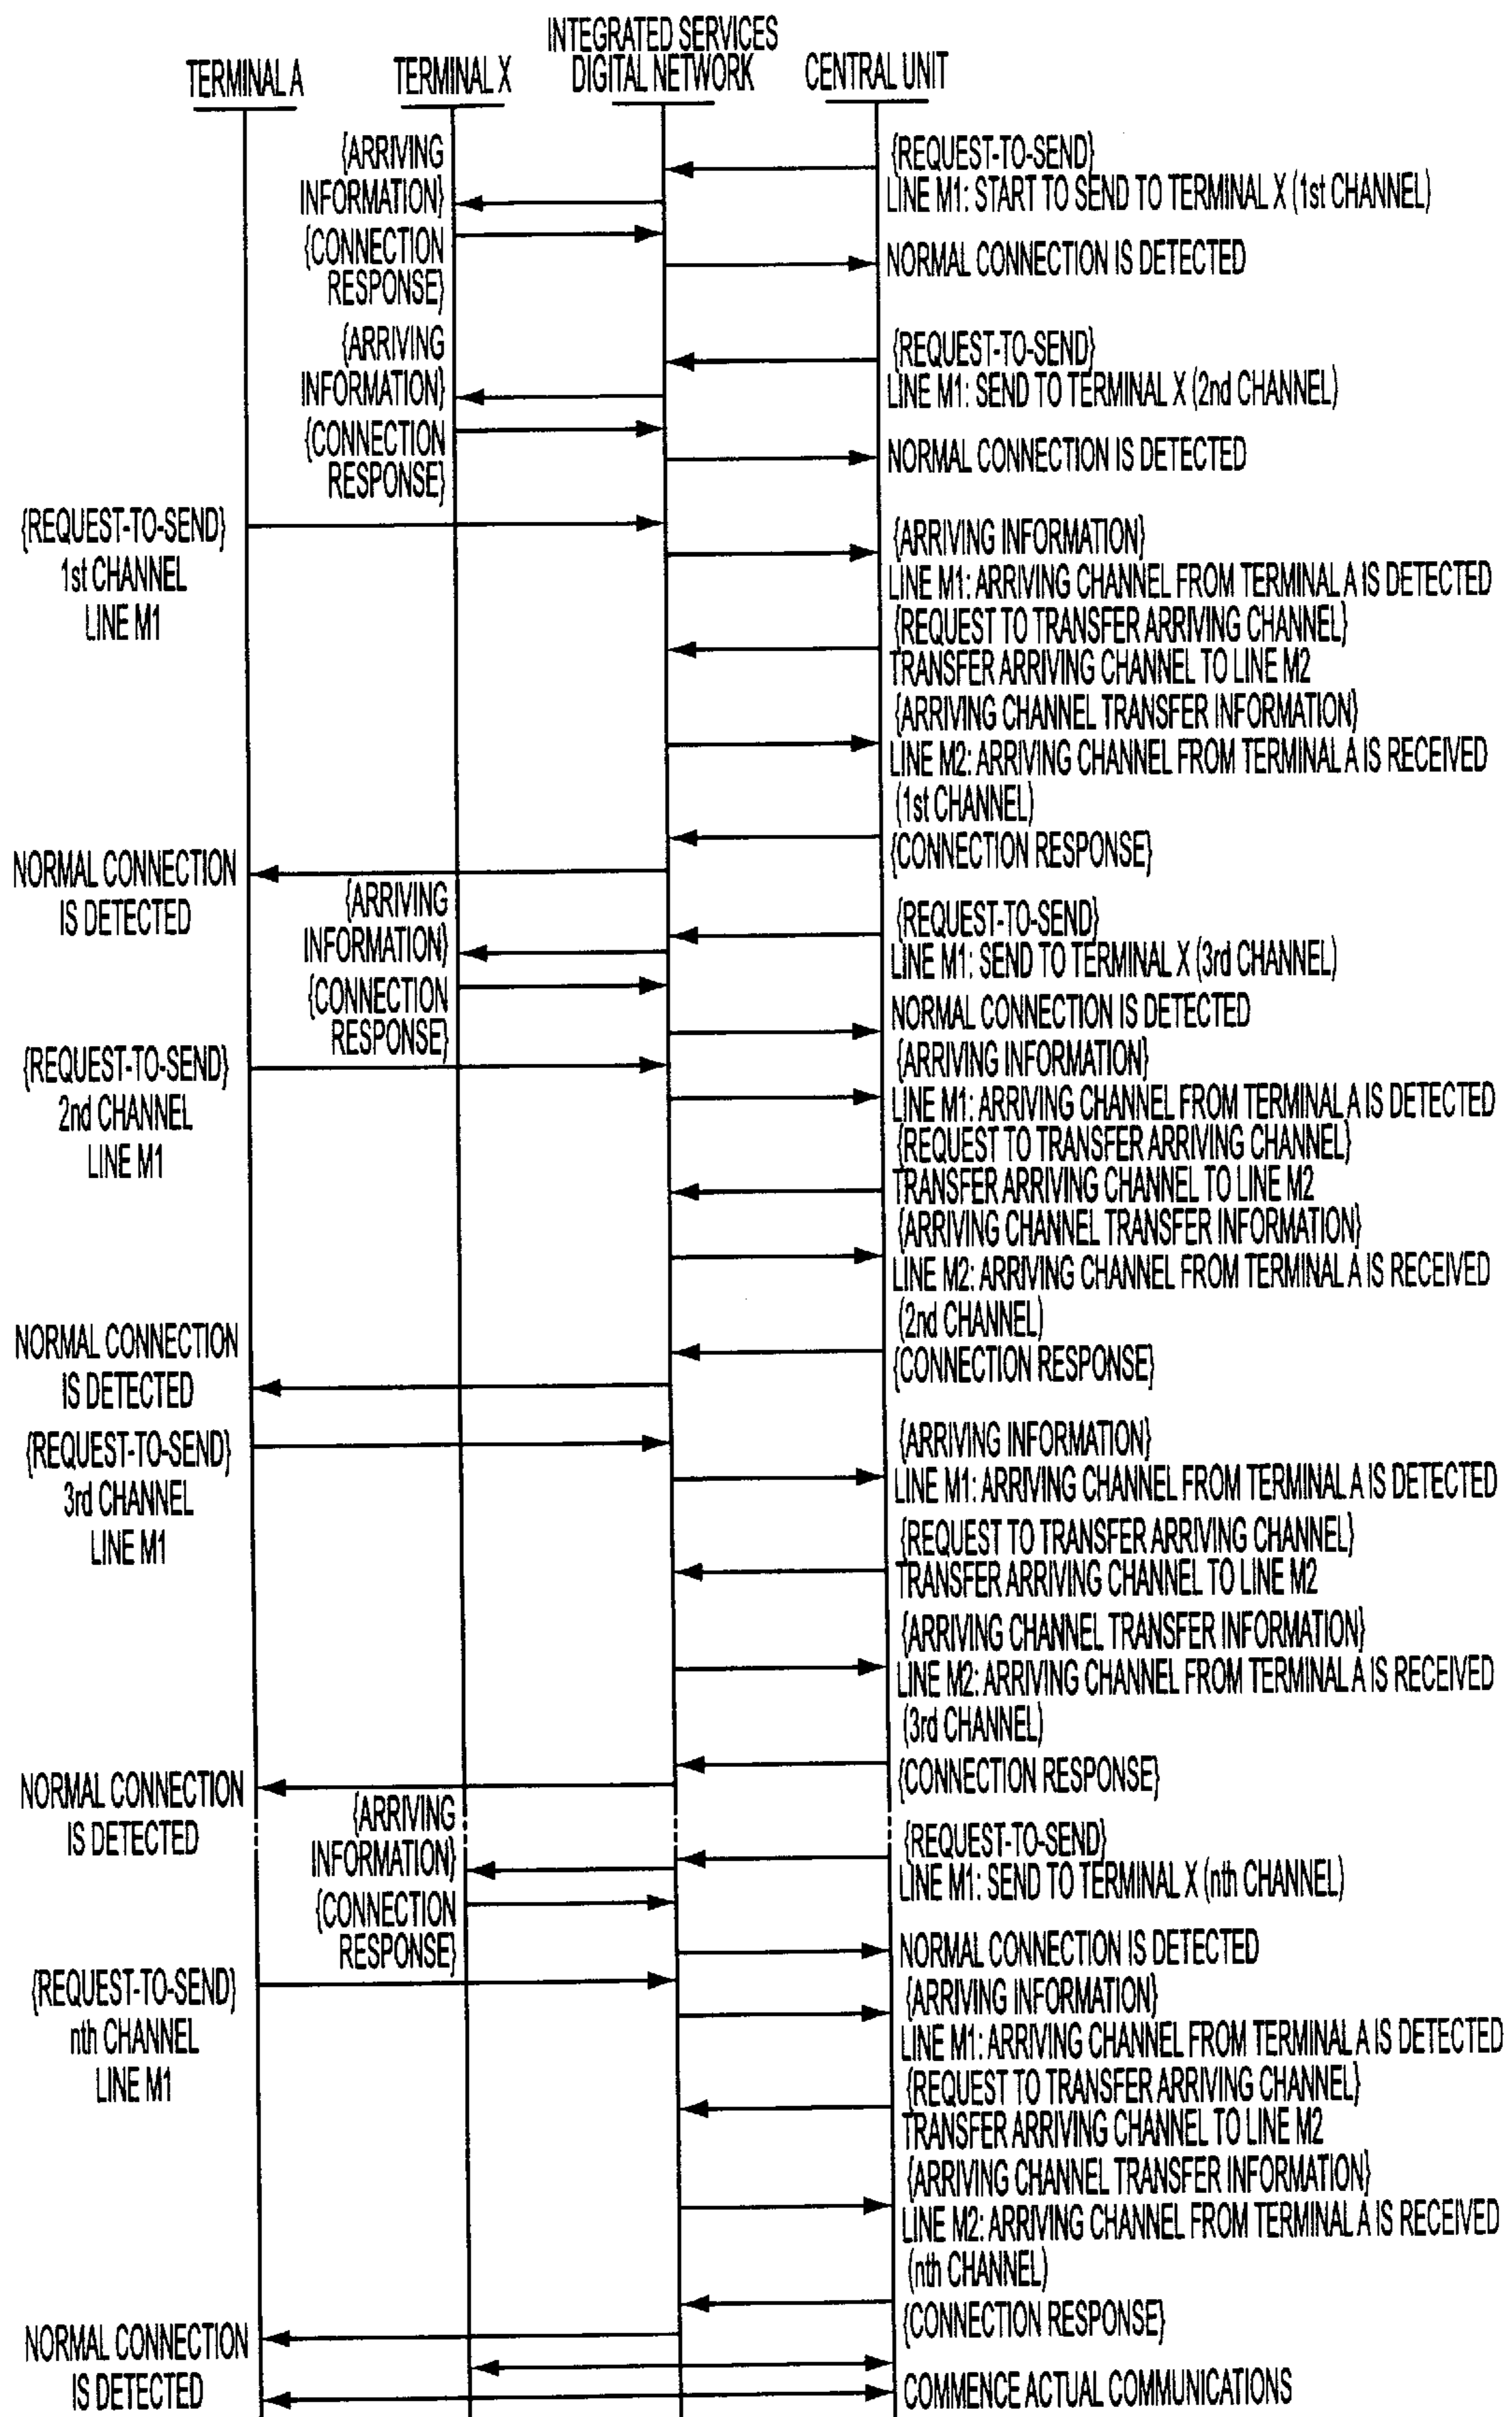 INTEGRATED SERVICES
DIGITAL NETWORK
TERMINAL A
TERMINAL X
CENTRAL UNIT
{ARRIVING
INFORMATION}
{REQUEST-TO-SEND}
LINE M1: START TO SEND TO TERMINAL X (1st CHANNEL)
{CONNECTION
RESPONSE}
NORMAL CONNECTION IS DETECTED
{ARRIVING
INFORMATION}
{REQUEST-TO-SEND}
LINE M1: SEND TO TERMINAL X (2nd CHANNEL)
{CONNECTION
RESPONSE}
NORMAL CONNECTION IS DETECTED
{REQUEST-TO-SEND}
1st CHANNEL
LINE M1
{ARRIVING INFORMATION}
LINE M1: ARRIVING CHANNEL FROM TERMINAL A IS DETECTED
{REQUEST TO TRANSFER ARRIVING CHANNEL}
TRANSFER ARRIVING CHANNEL TO LINE M2
{ARRIVING CHANNEL TRANSFER INFORMATION}
LINE M2: ARRIVING CHANNEL FROM TERMINAL A IS RECEIVED
(1st CHANNEL)
{CONNECTION RESPONSE}
NORMAL CONNECTION
IS DETECTED
{ARRIVING
INFORMATION}
{REQUEST-TO-SEND}
LINE M1: SEND TO TERMINAL X (3rd CHANNEL)
{CONNECTION
RESPONSE}
NORMAL CONNECTION IS DETECTED
{REQUEST-TO-SEND}
2nd CHANNEL
LINE M1
{ARRIVING INFORMATION}
LINE M1: ARRIVING CHANNEL FROM TERMINAL A IS DETECTED
{REQUEST TO TRANSFER ARRIVING CHANNEL}
TRANSFER ARRIVING CHANNEL TO LINE M2
{ARRIVING CHANNEL TRANSFER INFORMATION}
LINE M2: ARRIVING CHANNEL FROM TERMINAL A IS RECEIVED
(2nd CHANNEL)
{CONNECTION RESPONSE}
NORMAL CONNECTION
IS DETECTED
{REQUEST-TO-SEND}
3rd CHANNEL
LINE M1
{ARRIVING INFORMATION}
LINE M1: ARRIVING CHANNEL FROM TERMINAL A IS DETECTED
{REQUEST TO TRANSFER ARRIVING CHANNEL}
TRANSFER ARRIVING CHANNEL TO LINE M2
{ARRIVING CHANNEL TRANSFER INFORMATION}
LINE M2: ARRIVING CHANNEL FROM TERMINAL A IS RECEIVED
(3rd CHANNEL)
{CONNECTION RESPONSE}
NORMAL CONNECTION
IS DETECTED
{ARRIVING
INFORMATION}
{REQUEST-TO-SEND}
LINE M1: SEND TO TERMINAL X (nth CHANNEL)
{CONNECTION
RESPONSE}
NORMAL CONNECTION IS DETECTED
{REQUEST-TO-SEND}
nth CHANNEL
LINE M1
{ARRIVING INFORMATION}
LINE M1: ARRIVING CHANNEL FROM TERMINAL A IS DETECTED
{REQUEST TO TRANSFER ARRIVING CHANNEL}
TRANSFER ARRIVING CHANNEL TO LINE M2
{ARRIVING CHANNEL TRANSFER INFORMATION}
LINE M2: ARRIVING CHANNEL FROM TERMINAL A IS RECEIVED
(nth CHANNEL)
{CONNECTION RESPONSE}
NORMAL CONNECTION
IS DETECTED
COMMENCE ACTUAL COMMUNICATIONS